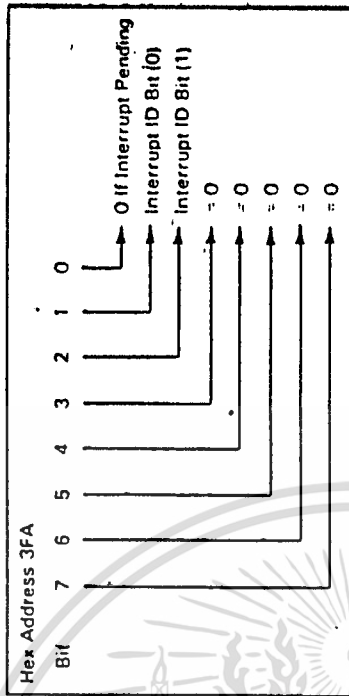 Hex Address 3FA
Bit 7 6 5 4 3 2 1 0
0 If Interrupt Pending
Interrupt ID Bit (0)
Interrupt ID Bit (1)
= 0
= 0
= 0
= 0
= 0